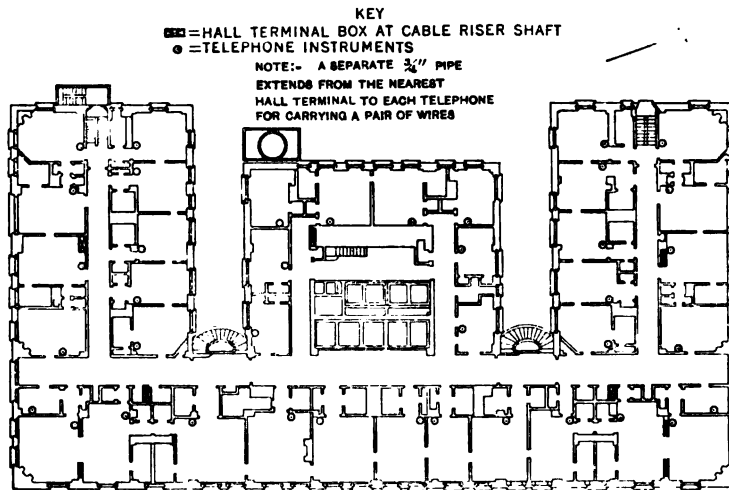 KEY
=HALL TERMINAL BOX AT CABLE RISER SHAFT
=TELEPHONE INSTRUMENTS
NOTE:- A SEPARATE 3/4" PIPE
EXTENDS FROM THE NEAREST
HALL TERMINAL TO EACH TELEPHONE
FOR CARRYING A PAIR OF WIRES